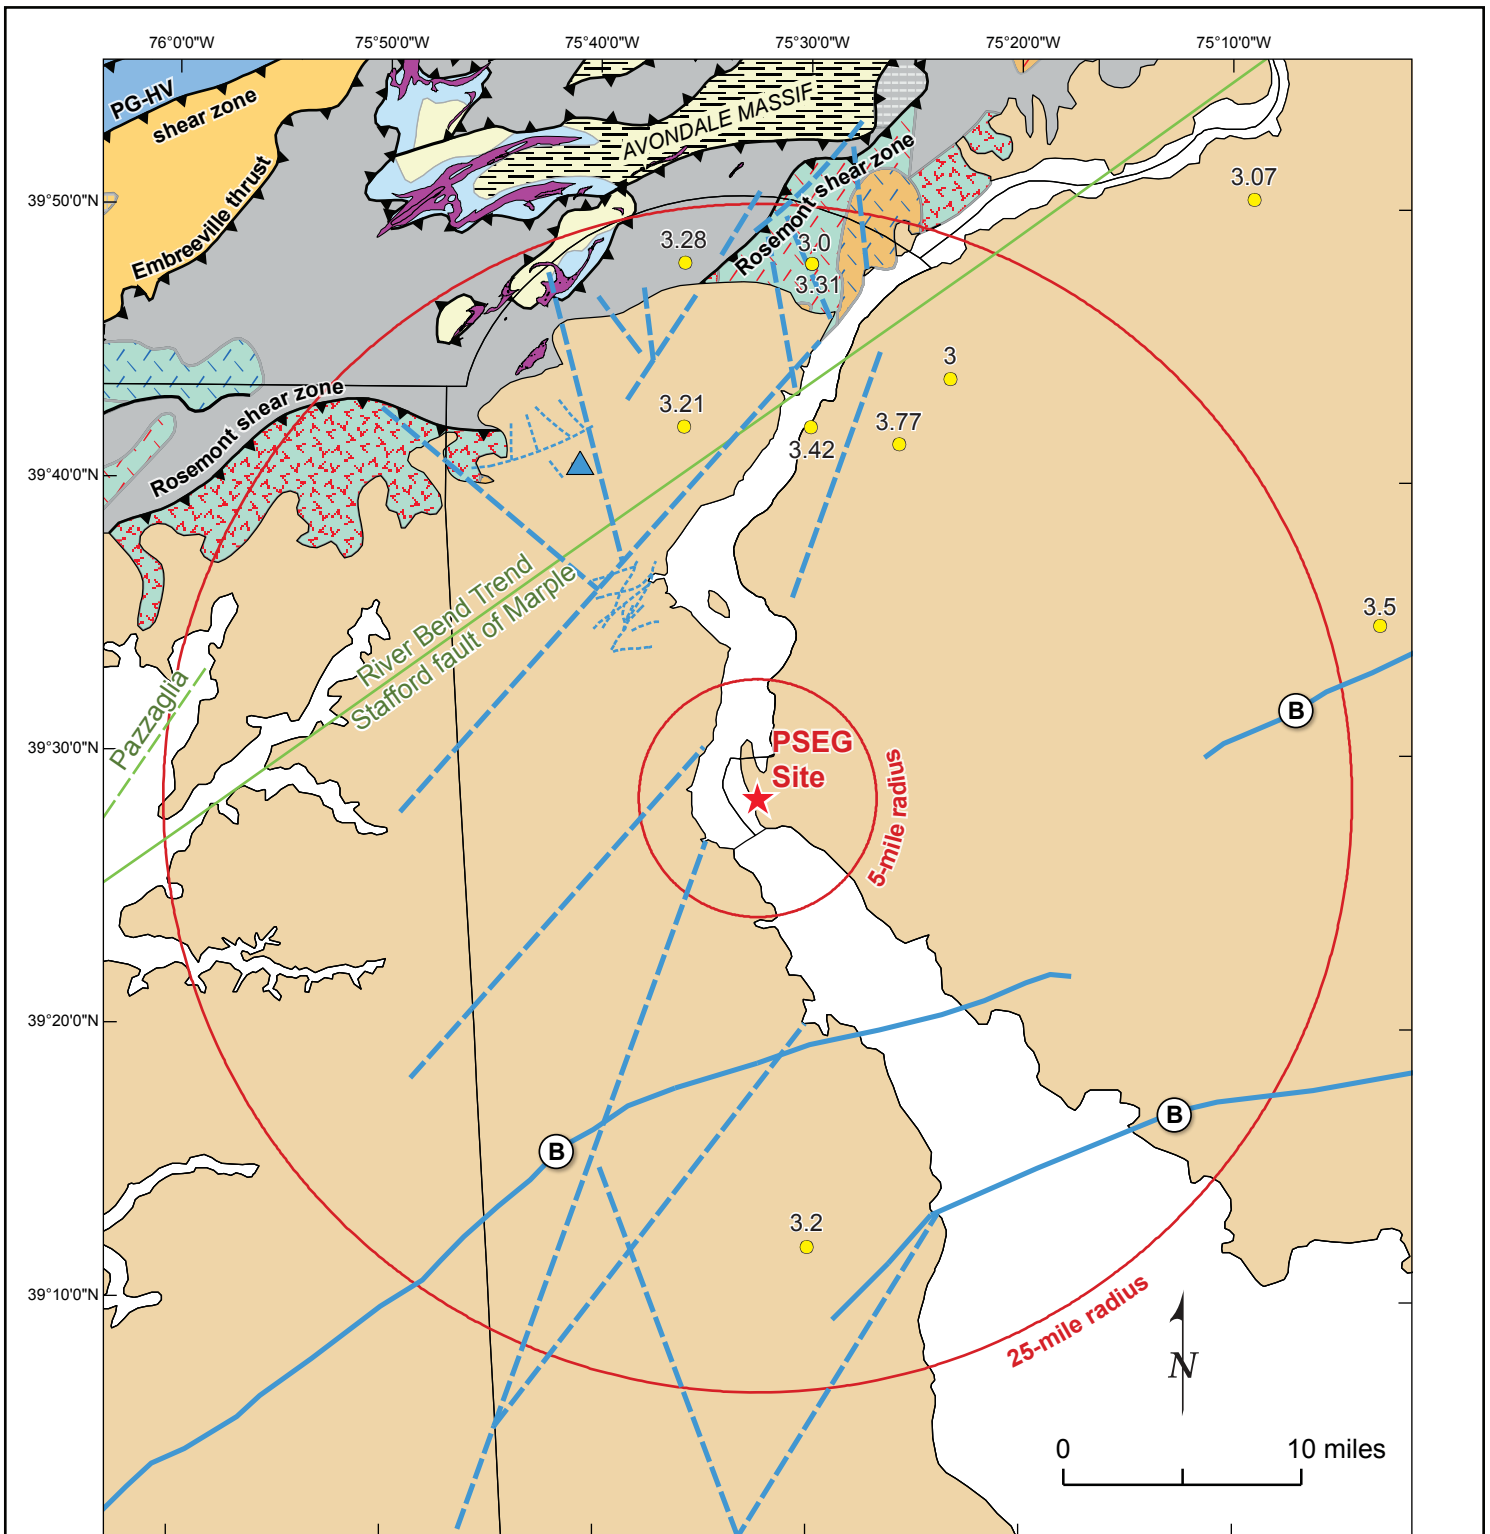 76°0'0"W 75°50'0"W 75°40'0"W 75°30'0"W 75°20'0"W 75°10'0"W
PG-HV
shear zone
AVONDALE MASSIF
Embreeville thrust
Rosemont shear zone
39°50'0"N
3.07
3.28
3.0
3.31
3
Rosemont shear zone
3.21
3.77
3.42
39°40'0"N
River Bend Trend
Stafford fault of Marple
3.5
Pazzaglia
B
39°30'0"N
PSEG
Site
5-mile radius
39°20'0"N
B
B
3.2
39°10'0"N
25-mile radius
N
0 10 miles